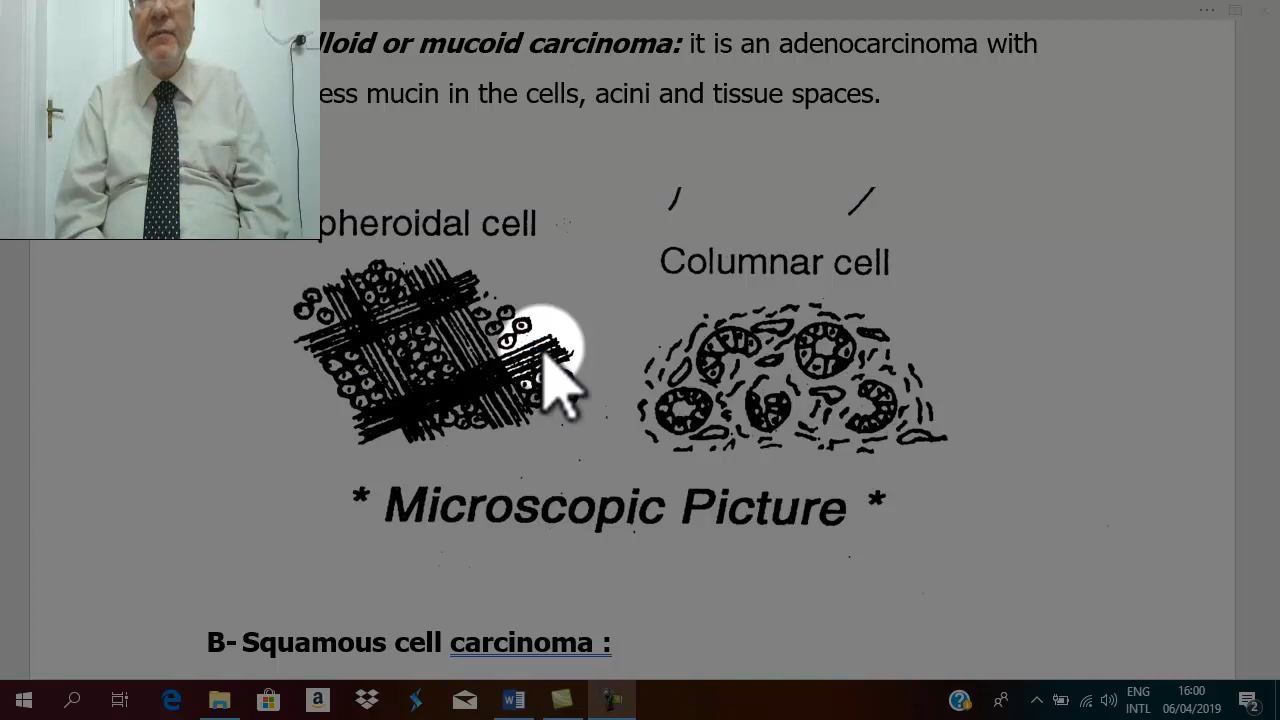 lloid or mucoid carcinoma: it is an adenocarcinoma with
ess mucin in the cells, acini and tissue spaces.
pheroidal cell
Columnar cell
* Microscopic Picture *
B- Squamous cell carcinoma :
ENG
INTL
16:00
06/04/2019
2